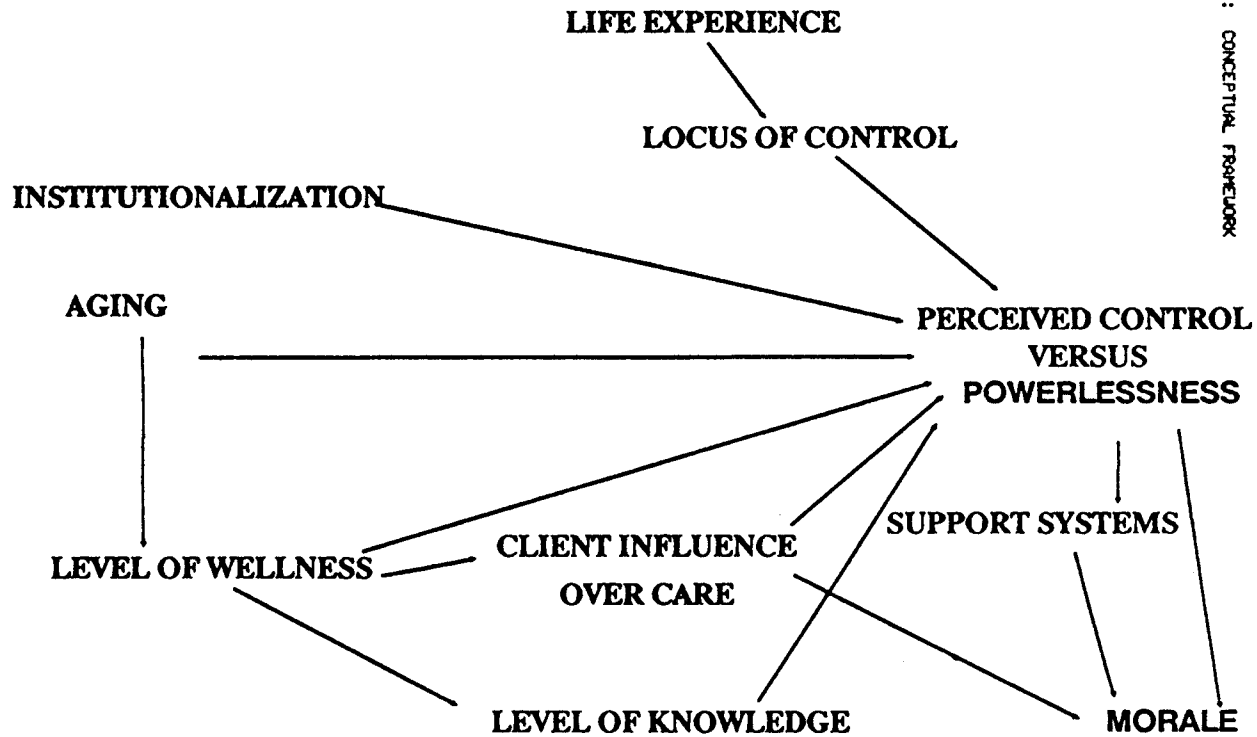 : CONCEPTUAL FRAMEWORK
LIFE EXPERIENCE
LOCUS OF CONTROL
INSTITUTIONALIZATION
AGING
PERCEIVED CONTROL
VERSUS
POWERLESSNESS
SUPPORT SYSTEMS
CLIENT INFLUENCE
OVER CARE
LEVEL OF WELLNESS
LEVEL OF KNOWLEDGE
MORALE